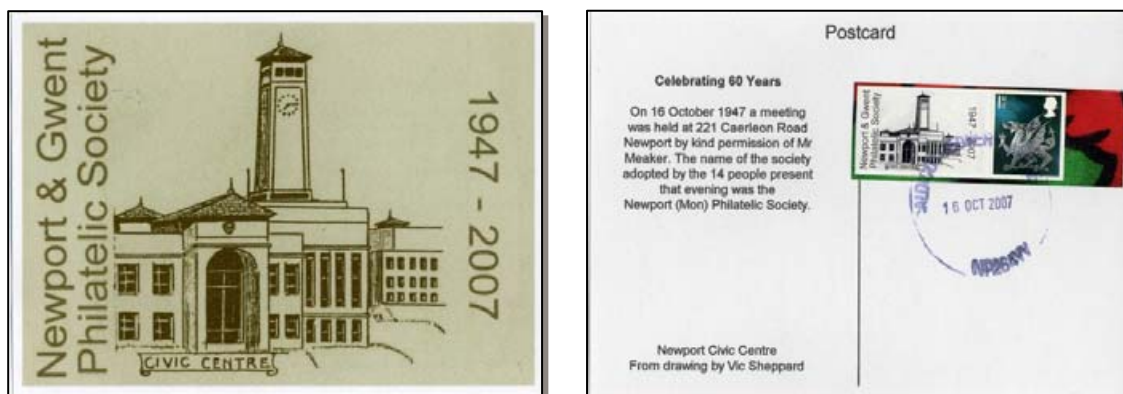 Newport & Gwent
Philatelic Society
1947 - 2007
CIVIC CENTRE
Postcard
Celebrating 60 Years
On 16 October 1947 a meeting
was held at 221 Caerleon Road
Newport by kind permission of Mr
Meaker. The name of the society
adopted by the 14 people present
that evening was the
Newport (Mon) Philatelic Society.
Newport & Gwent
Philatelic Society
1947 2007
16 OCT 2007
Newport Civic Centre
From drawing by Vic Sheppard